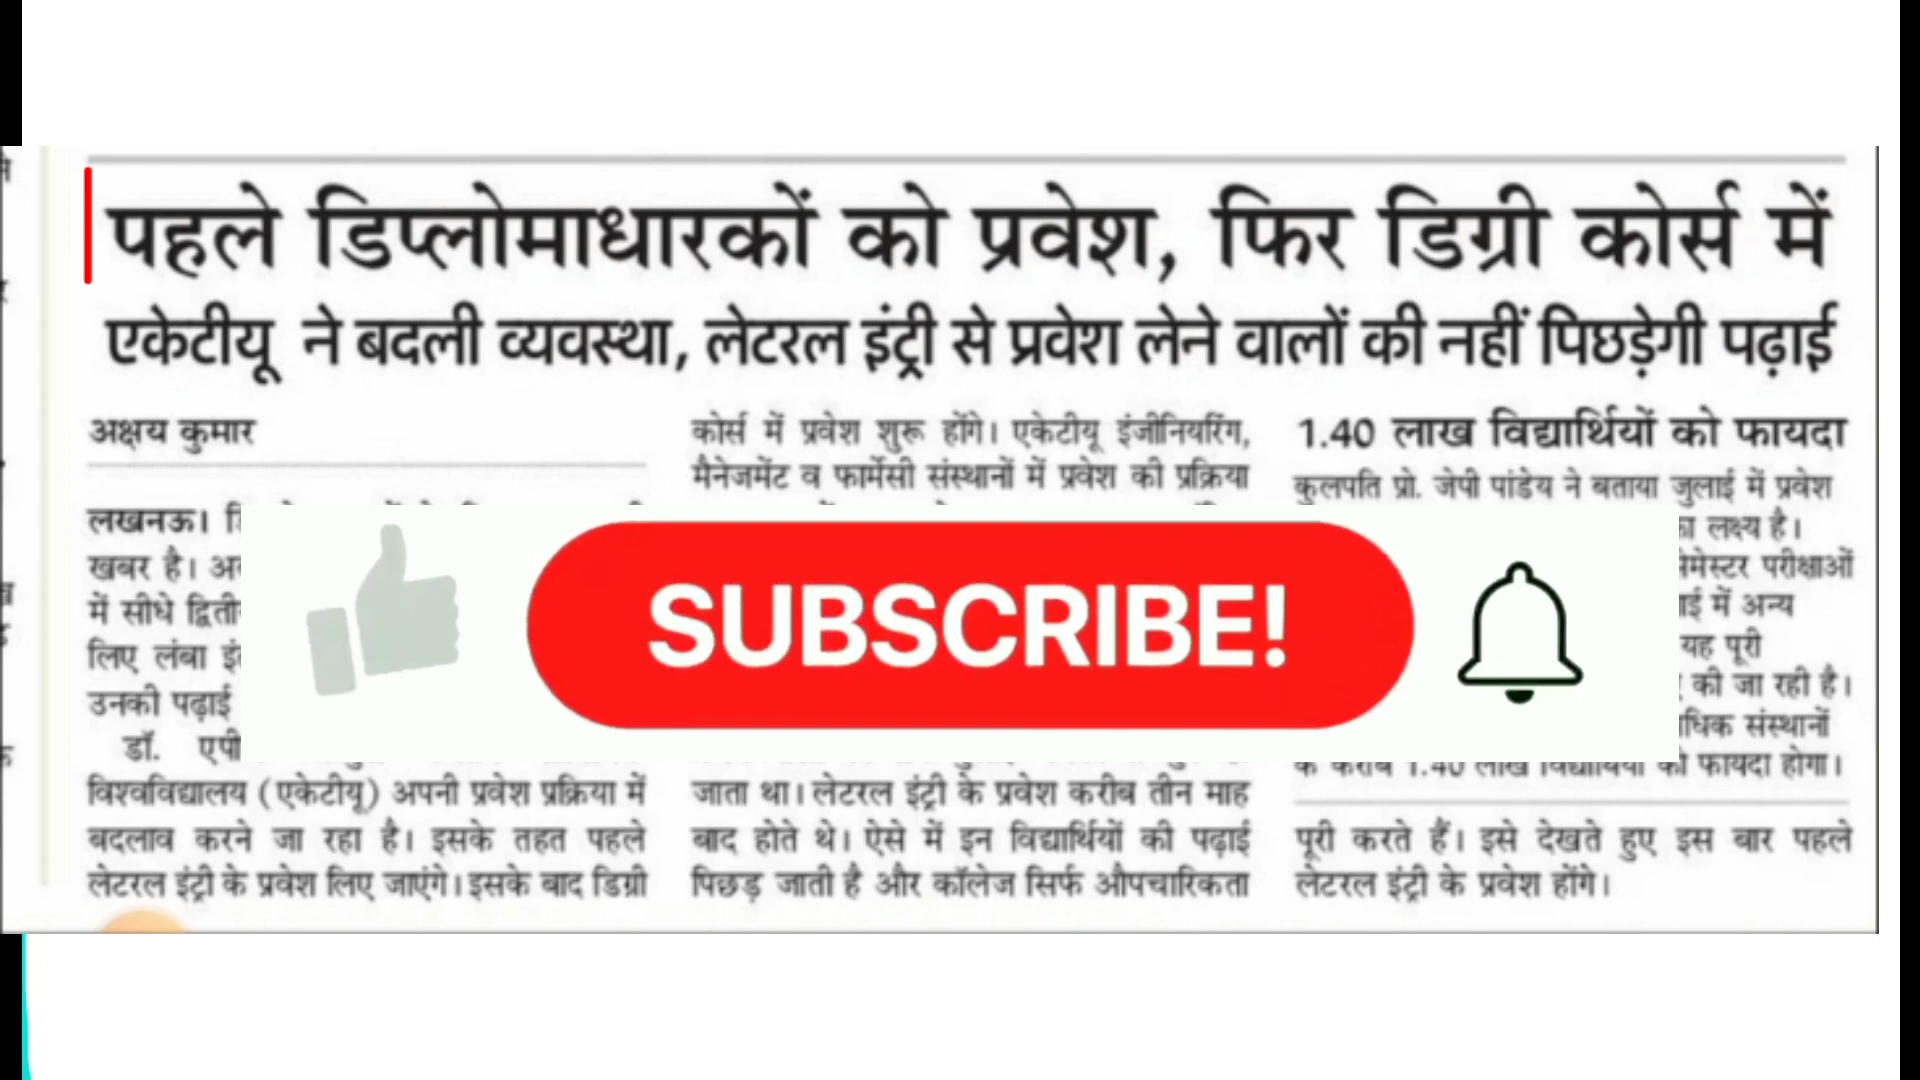 पहले डिप्लोमाधारकों को प्रवेश, फिर डिग्री कोर्स में
एकेटीयू ने बदली व्यवस्था, लेटरल इंट्री से प्रवेश लेने वालों की नहीं पिछड़ेगी पढ़ाई
अक्षय कुमार
लखनऊ।
खबर है।
में सीधे
लिए लंबा
उनकी पढ़ाई
डॉ.
विश्वविद्यालय (एकेटीयू) अपनी प्रवेश प्रक्रिया में
बदलाव करने जा रहा है। इसके तहत पहले
लेटरल इंट्री के प्रवेश लिए जाएंगे। इसके बाद डिग्री
कोर्स में प्रवेश शुरू होंगे। एकेटीयू इंजीनियरिंग,
मैनेजमेंट व फार्मेसी संस्थानों में प्रवेश की प्रक्रिया
जाता था। लेटरल इंट्री के प्रवेश करीब तीन माह
बाद होते थे। ऐसे में इन विद्यार्थियों की पढ़ाई
पिछड़ जाती है और कॉलेज सिर्फ औपचारिकता
1.40 लाख विद्यार्थियों को फायदा
कुलपति प्रो. जेपी पांडेय ने बताया जुलाई में प्रवेश
लक्ष्य है।
परीक्षाओं
में अन्य
यह पूरी
की जा रही है।
संस्थानों
के करीब 1.40 लाख विद्यार्थियों को फायदा होगा।
पूरी करते हैं। इसे देखते हुए इस बार पहले
लेटरल इंट्री के प्रवेश होंगे।
SUBSCRIBE!